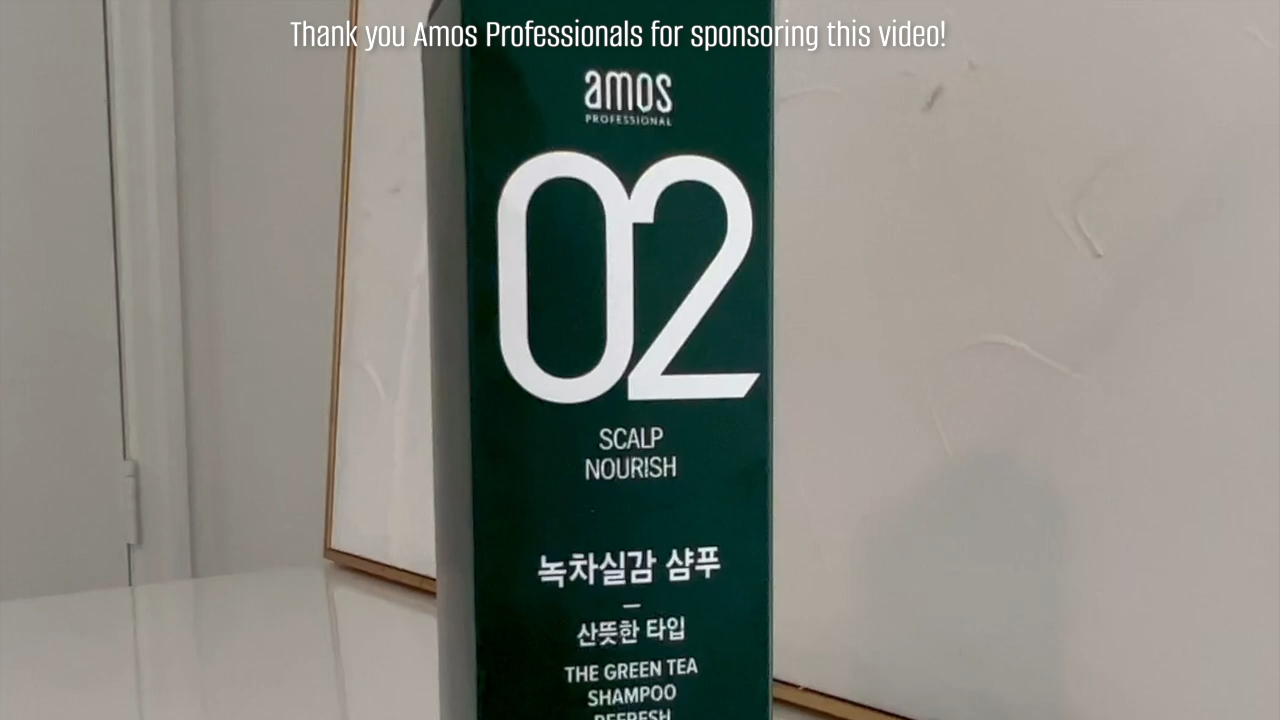 Thank you Amos Professionals for sponsoring this video!
amos
PROFESSIONAL
02
SCALP
NOURISH
녹차실감 샴푸
산뜻한 타입
THE GREEN TEA
SHAMPOO
REFRESH